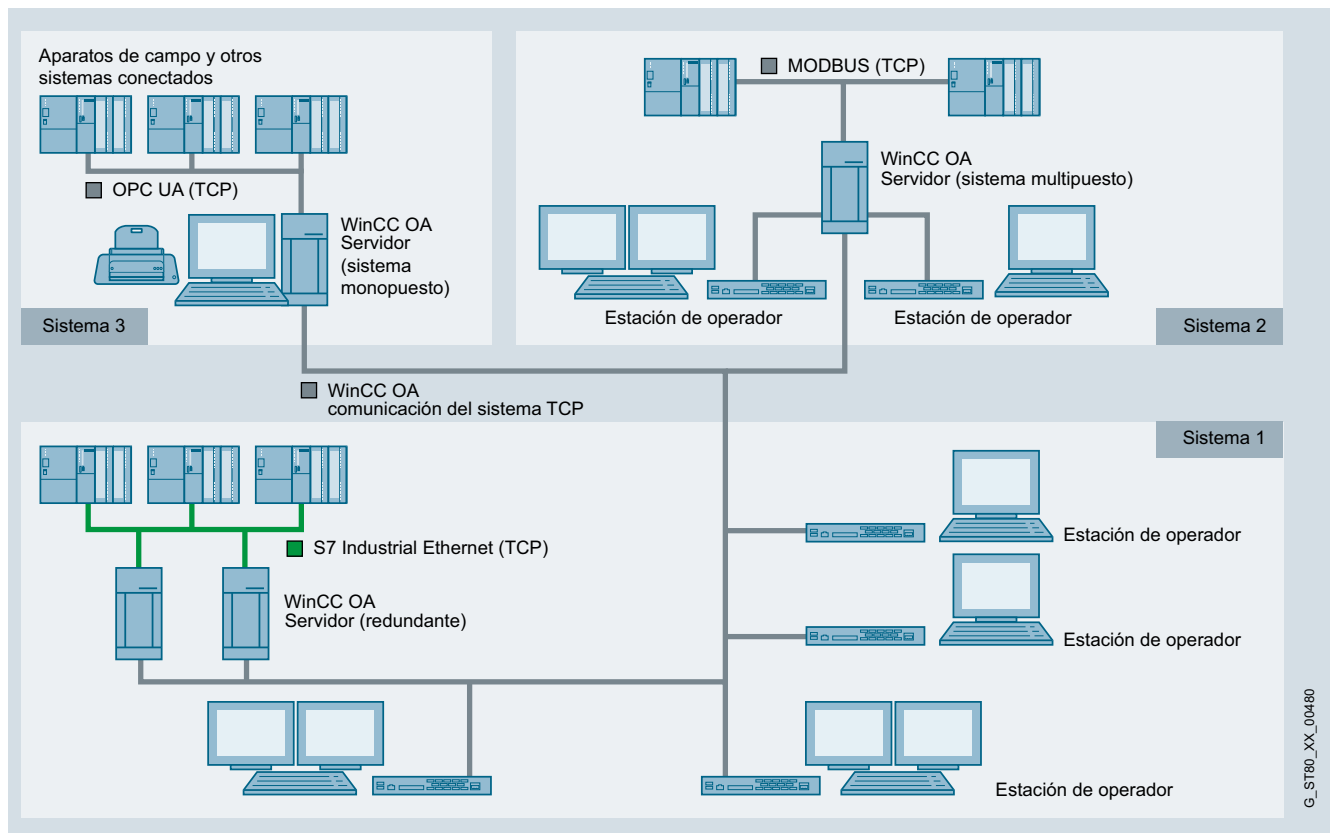 Aparatos de campo y otros
sistemas conectados
OPC UA (TCP)
WinCC OA
Servidor
(sistema
monopuesto)
Sistema 3
MODBUS (TCP)
WinCC OA
Servidor (sistema multipuesto)
Estación de operador
Estación de operador
Sistema 2
WinCC OA
comunicación del sistema TCP
Sistema 1
S7 Industrial Ethernet (TCP)
WinCC OA
Servidor (redundante)
Estación de operador
Estación de operador
Estación de operador
G_ST80_XX_00480